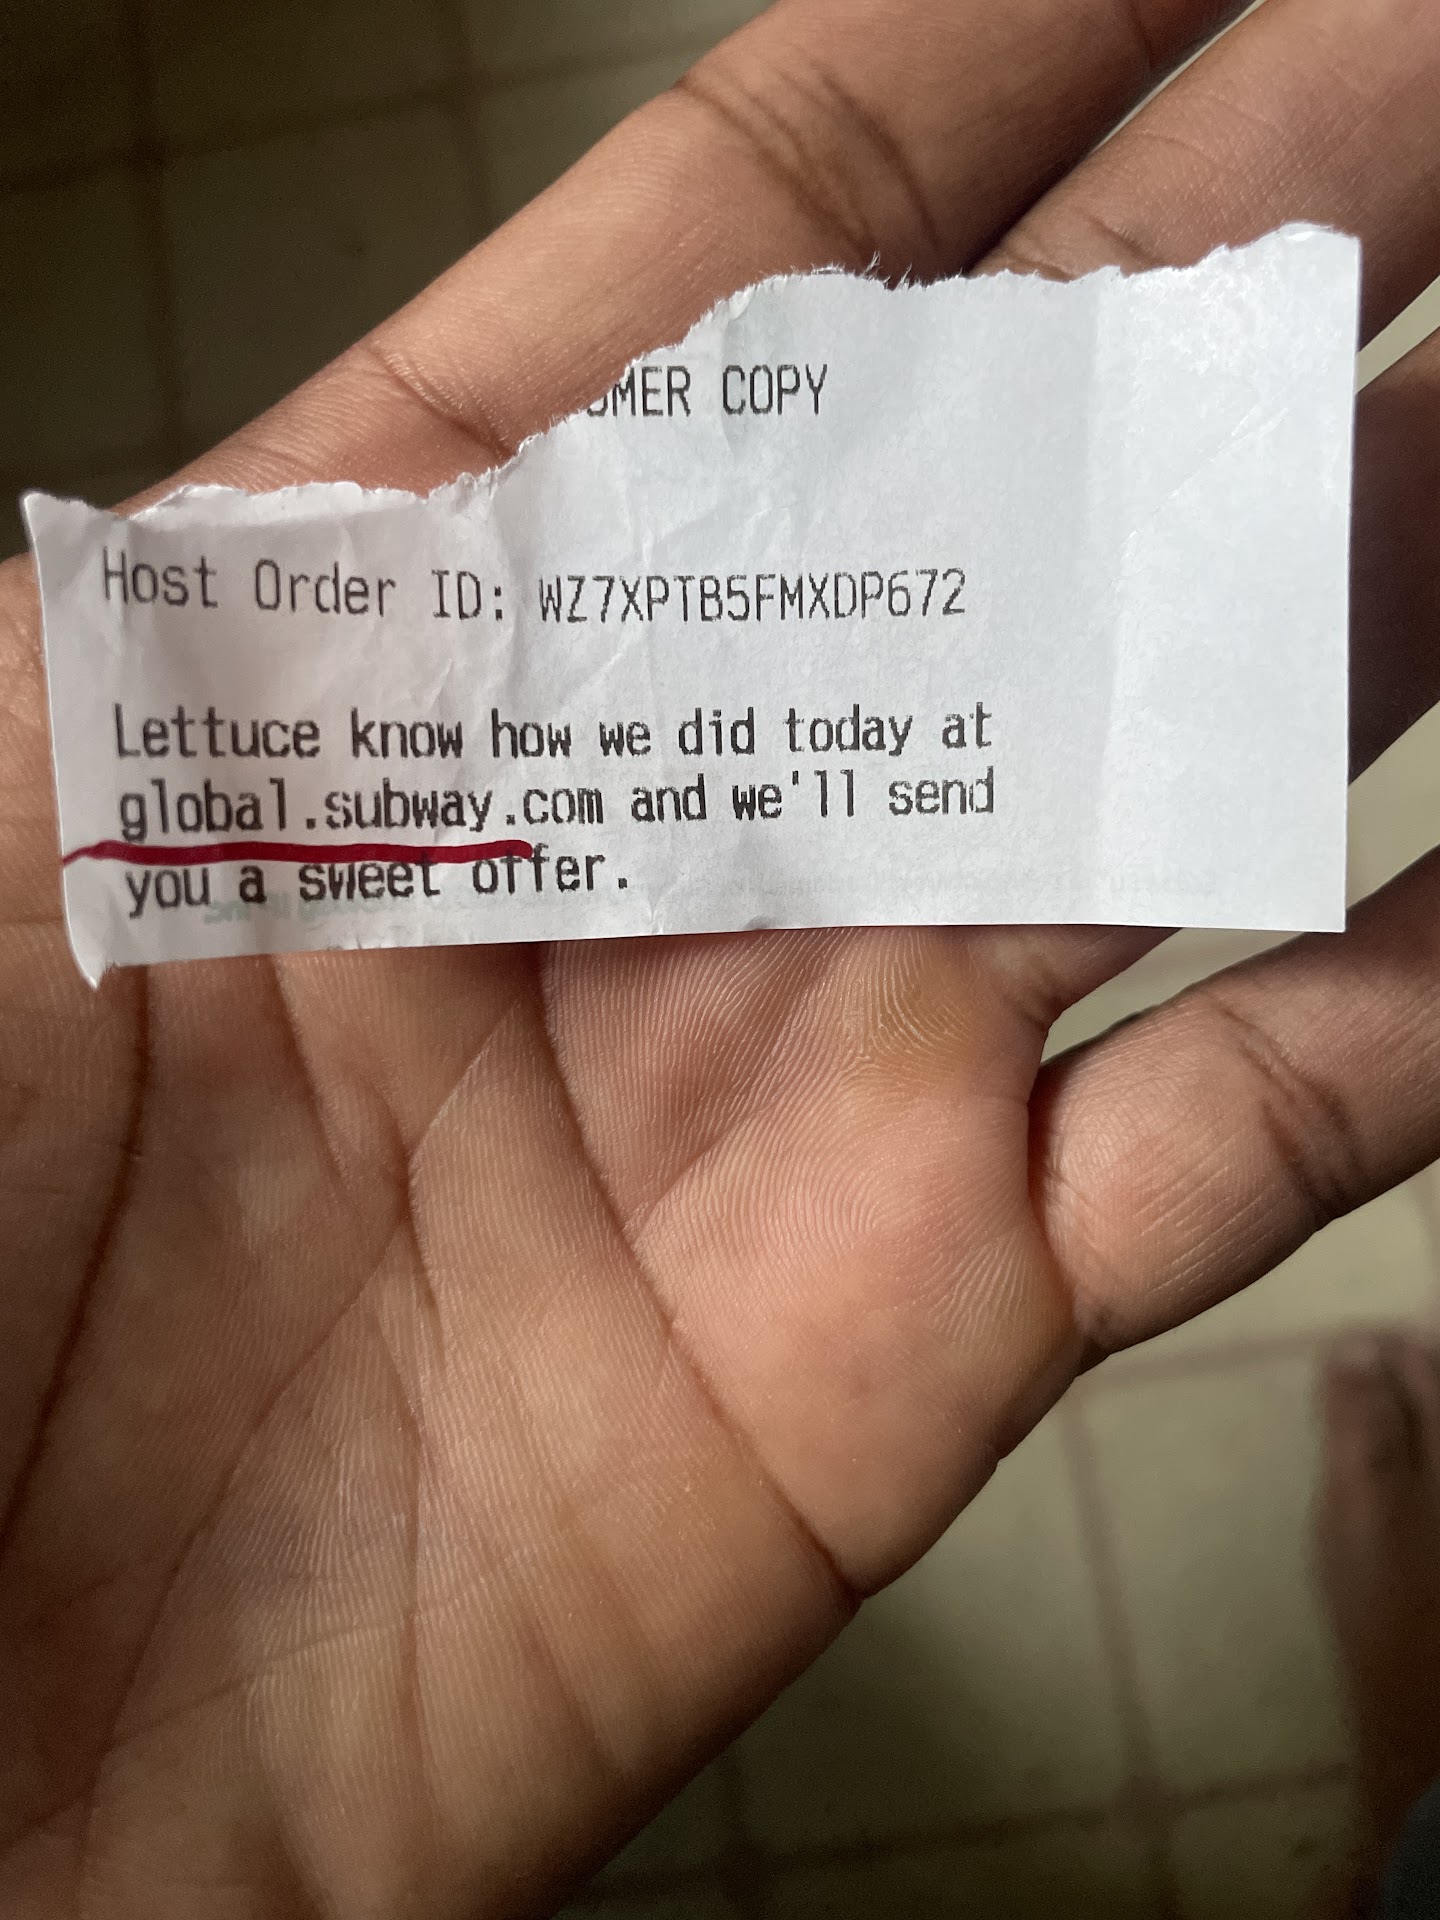 COPY
Host Order ID: WZ7XPTB5FMXDP672
Lettuce know how we did today at
global.subway.com and we'll send
you a sweet offer.